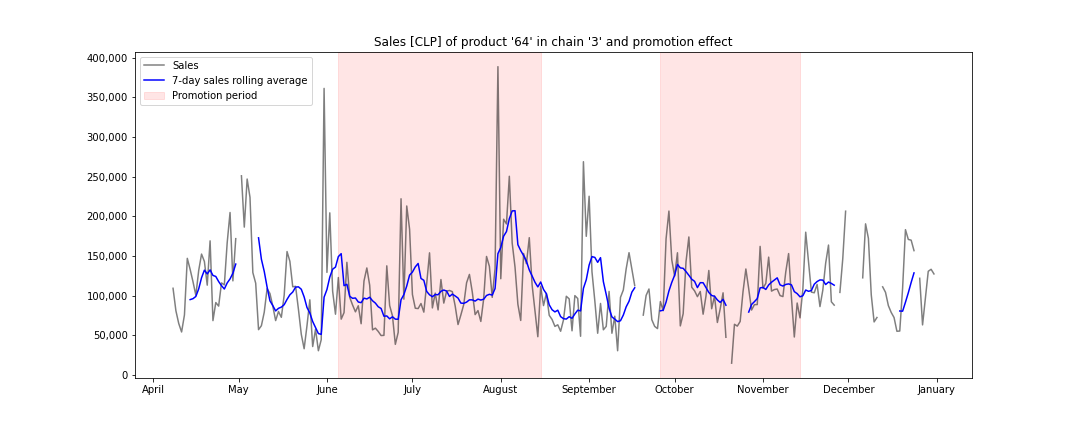 Sales [CLP] of product '64' in chain '3' and promotion effect
Sales
7-day sales rolling average
Promotion period
400,000
350,000
300,000
250,000
200,000
150,000
100,000
50,000
0
April May June July August September October November December January